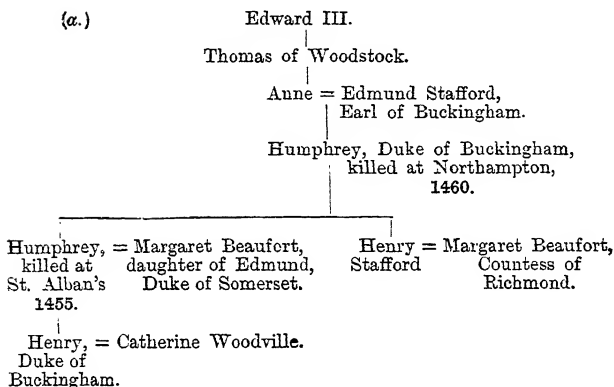 (a.) Edward III.
Thomas of Woodstock.
Anne = Edmund Stafford,
Earl of Buckingham.
Humphrey, Duke of Buckingham,
killed at Northampton,
1460.
Humphrey, = Margaret Beaufort,
killed at daughter of Edmund,
St. Alban's Duke of Somerset.
1455.
Henry = Margaret Beaufort,
Stafford Countess of
Richmond.
Henry, = Catherine Woodville.
Duke of
Buckingham.